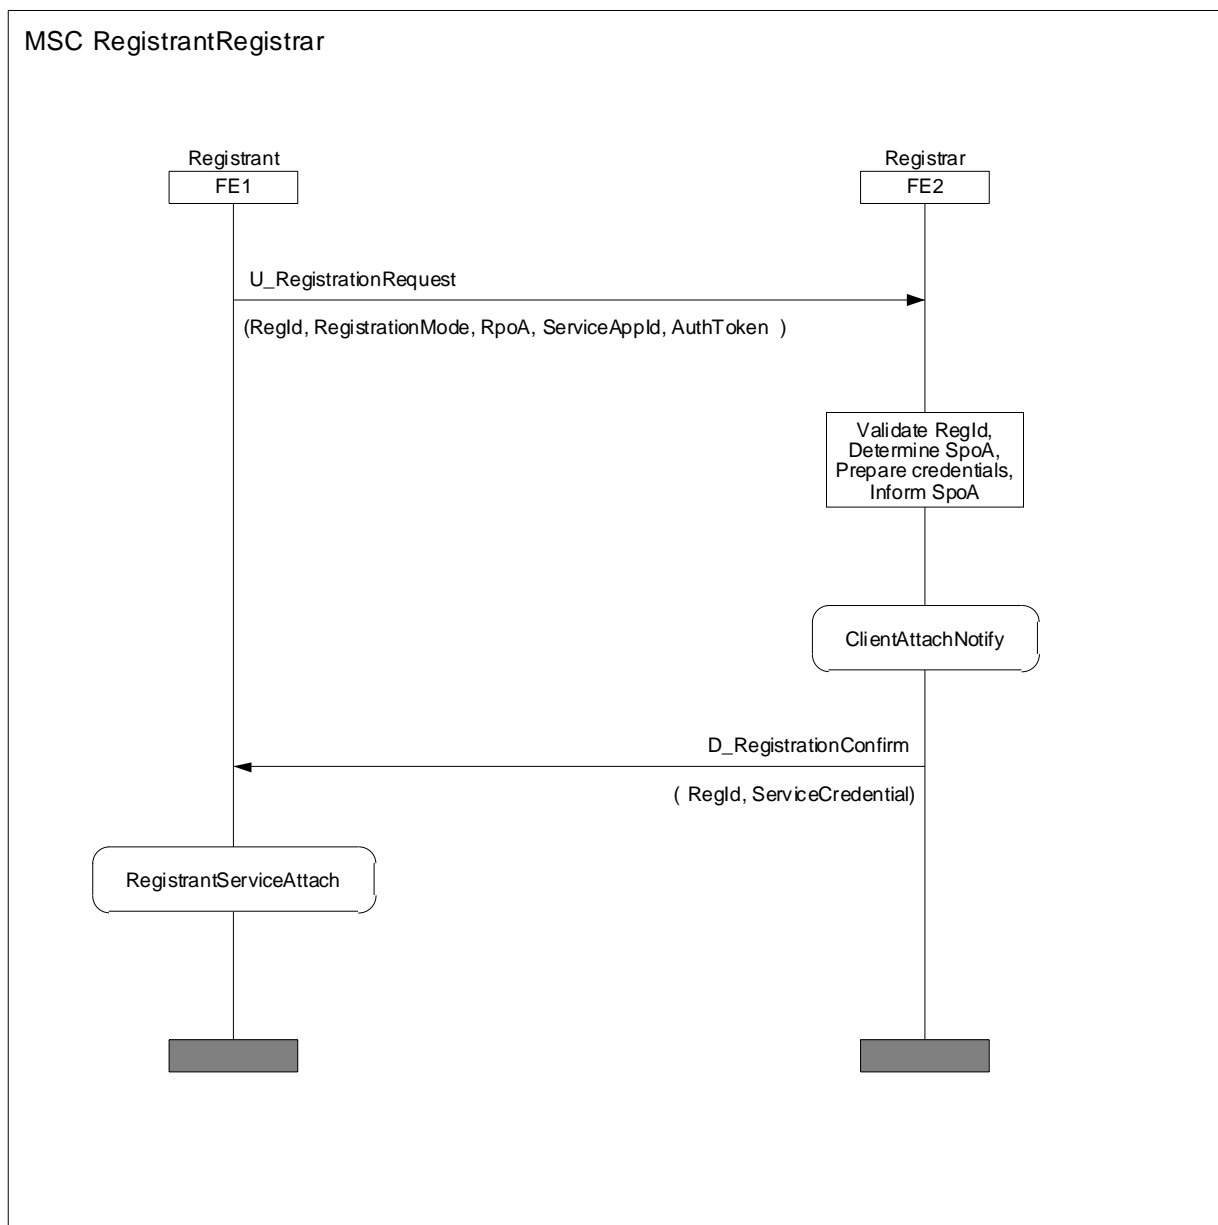 MSC RegistrantRegistrar
Registrant
Registrar
FE1
FE2
U_RegistrationRequest
(RegId, RegistrationMode, RpoA, ServiceAppId, AuthToken )
Validate RegId,
Determine SpoA,
Prepare credentials,
Inform SpoA
ClientAttachNotify
D_RegistrationConfirm
( RegId, ServiceCredential)
RegistrantServiceAttach